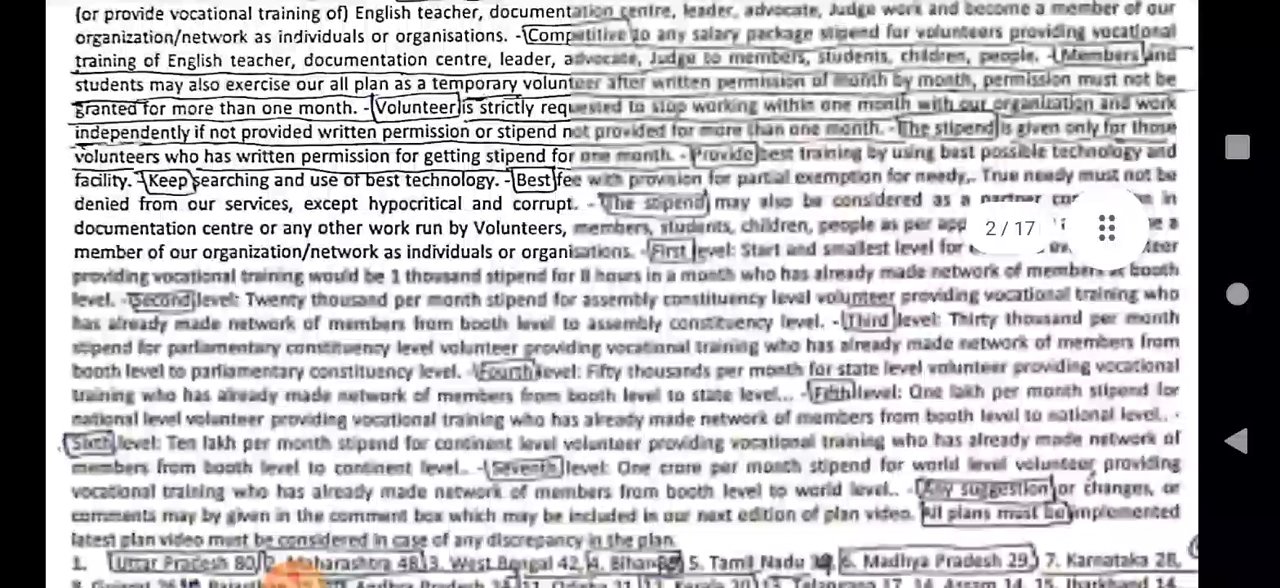 (or provide vocational training of) English teacher, documentation centre, leader, advocate, Judge work and become a member of our
organization/network as individuals or organisations. -Competitive to any salary package stipend for volunteers providing vocational
training of English teacher, documentation centre, leader, advocate, Judge to members, students, children, people. -Members and
students may also exercise our all plan as a temporary volunteer after written permission of month by month, permission must not be
granted for more than one month. -Volunteer is strictly requested to stop working within one month with our organization and work
independently if not provided written permission or stipend not provided for more than one month. -The stipend is given only for those
volunteers who has written permission for getting stipend for one month. -Provide best training by using best possible technology and
facility. -Keep searching and use of best technology. -Best fee with provision for partial exemption for needy,. True need must not be
denied from our services, except hypocritical and corrupt. -The stipend may also be considered as a partner in
documentation centre or any other work run by Volunteers, members, students, children, people as per a
member of our organization/network as individuals or organisations. -First level: Start and smallest level for
providing vocational training would be 1 thousand stipend for 8 hours in a month who has already made network of members at booth
level. -Second level: Twenty thousand per month stipend for assembly constituency level volunteer providing vocational training who
has already made network of members from booth level to assembly constituency level. -Third level: Thirty thousand per month
stipend for parliamentary constituency level volunteer providing vocational training who has already made network of members from
booth level to parliamentary constituency level. -Fourth level: Fifty thousands per month for state level volunteer providing vocational
training who has already made network of members from booth level to state level... -Fifth level: One lakh per month stipend for
national level volunteer providing vocational training who has already made network of members from booth level to national level.. -
Sixth level: Ten lakh per month stipend for continent level volunteer providing vocational training who has already made network of
members from booth level to continent level.. -Seventh level: One crore per month stipend for world level volunteer providing
vocational training who has already made network of members from booth level to world level.. -Any suggestion or changes, or
comments may by given in the comment box which may be included in our next edition of plan video. All plans must be implemented
latest plan video must be considered in case of any discrepancy in the plan.
1. Uttar Pradesh 80 2. Maharashtra 48 3. West Bengal 42, 4. Bihar 5. Tamil Nadu 6. Madhya Pradesh 29, 7. Karnataka 28,
Assam 14, 15. Jharkhand 14
2 / 17